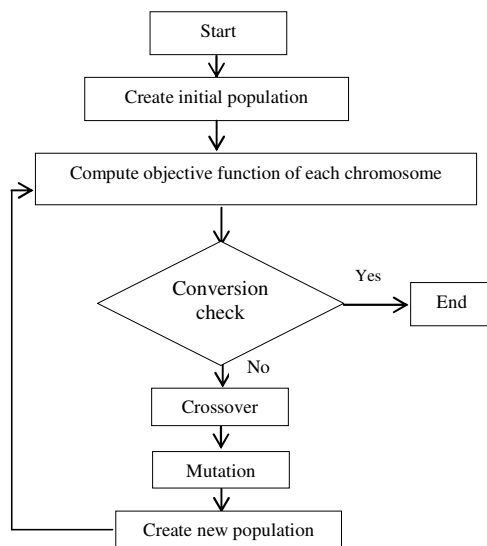 Start
Create initial population
Compute objective function of each chromosome
Conversion
check
Yes
End
No
Crossover
Mutation
Create new population